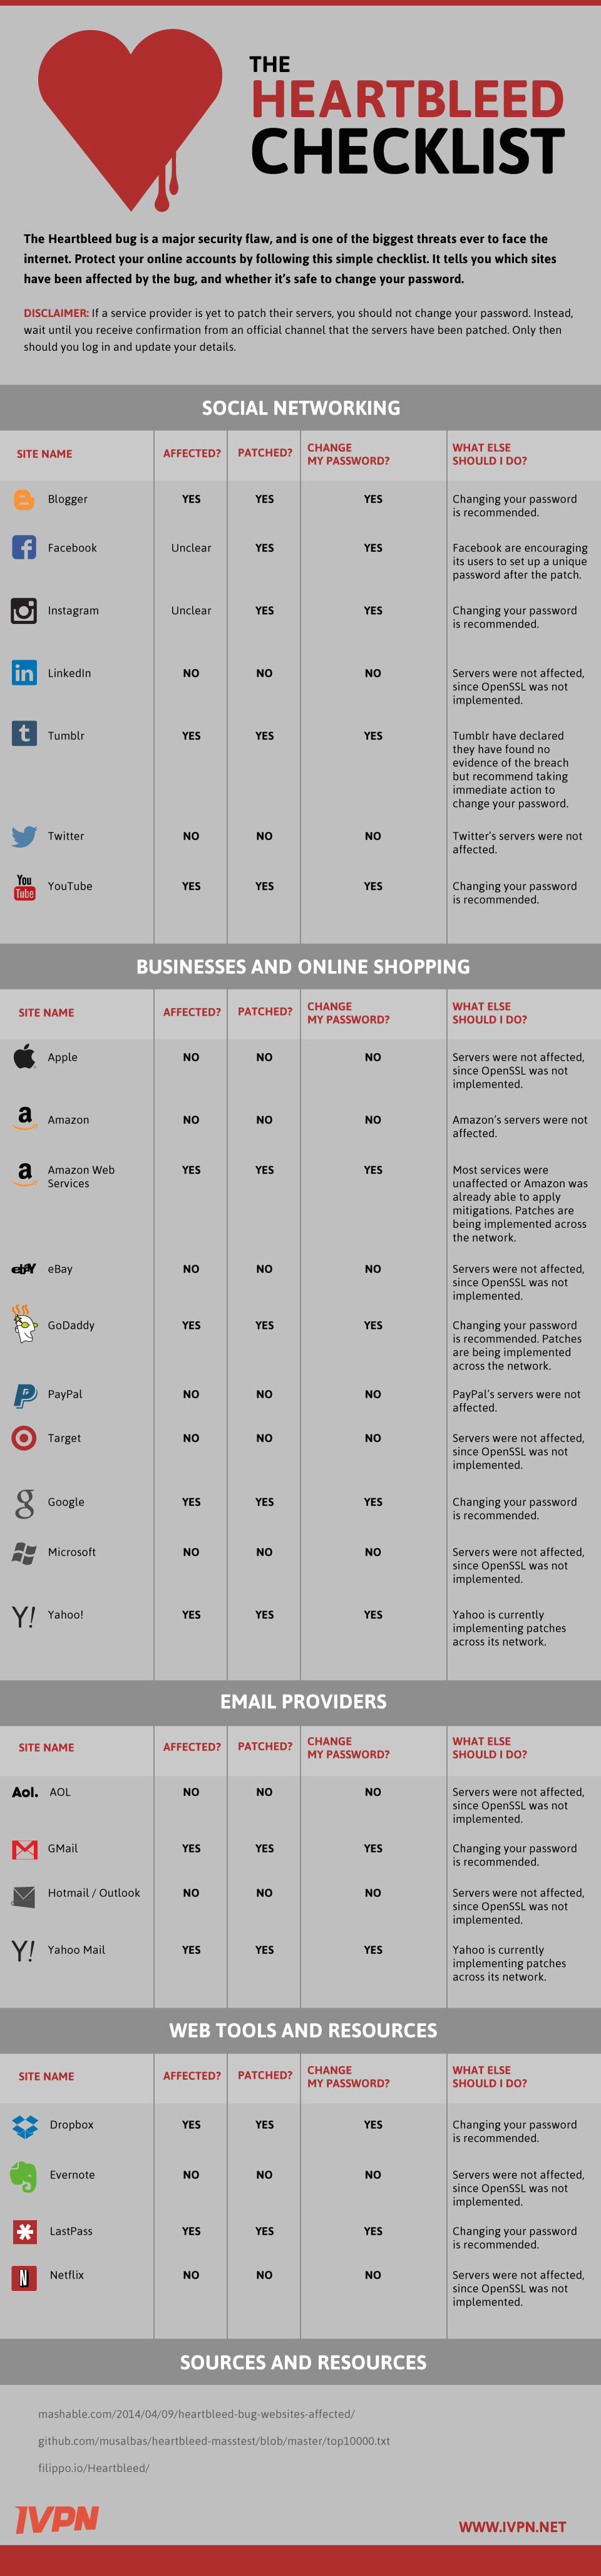 THE
HEARTBLEED
CHECKLIST
The Heartbleed bug is a major security flaw, and is one of the biggest threats ever to face the
internet. Protect your online accounts by following this simple checklist. It tells you which sites
have been affected by the bug, and whether it's safe to change your password.
DISCLAIMER: If a service provider is yet to patch their servers, you should not change your password. Instead,
wait until you receive confirmation from an official channel that the servers have been patched. Only then
should you log in and update your details.
SOCIAL NETWORKING
SITE NAME AFFECTED? PATCHED? CHANGE WHAT ELSE
MY PASSWORD? SHOULD I DO?
Blogger YES YES YES Changing your password
is recommended.
Facebook Unclear YES YES Facebook are encouraging
its users to set up a unique
password after the patch.
Instagram Unclear YES YES Changing your password
is recommended.
in LinkedIn NO NO NO Servers were not affected,
since OpenSSL was not
implemented.
t Tumblr YES YES YES Tumblr have declared
they have found no
evidence of the breach
but recommend taking
immediate action to
change your password.
Twitter NO NO NO Twitter's servers were not
affected.
You
Tube YouTube YES YES YES Changing your password
is recommended.
BUSINESSES AND ONLINE SHOPPING
SITE NAME AFFECTED? PATCHED? CHANGE WHAT ELSE
MY PASSWORD? SHOULD I DO?
Apple NO NO NO Servers were not affected,
since OpenSSL was not
implemented.
a Amazon NO NO NO Amazon's servers were not
affected.
a Amazon Web YES YES YES Most services were
Services unaffected or Amazon was
already able to apply
mitigations. Patches are
being implemented across
the network.
ebaY eBay NO NO NO Servers were not affected,
since OpenSSL was not
implemented.
GoDaddy YES YES YES Changing your password
is recommended. Patches
are being implemented
across the network.
P PayPal NO NO NO PayPal's servers were not
affected.
Target NO NO NO Servers were not affected,
since OpenSSL was not
implemented.
g Google YES YES YES Changing your password
is recommended.
Microsoft NO NO NO Servers were not affected,
since OpenSSL was not
implemented.
Y! Yahoo! YES YES YES Yahoo is currently
implementing patches
across its network.
EMAIL PROVIDERS
SITE NAME AFFECTED? PATCHED? CHANGE WHAT ELSE
MY PASSWORD? SHOULD I DO?
Aol. AOL NO NO NO Servers were not affected,
since OpenSSL was not
implemented.
GMail YES YES YES Changing your password
is recommended.
Hotmail / Outlook NO NO NO Servers were not affected,
since OpenSSL was not
implemented.
Y! Yahoo Mail YES YES YES Yahoo is currently
implementing patches
across its network.
WEB TOOLS AND RESOURCES
SITE NAME AFFECTED? PATCHED? CHANGE WHAT ELSE
MY PASSWORD? SHOULD I DO?
Dropbox YES YES YES Changing your password
is recommended.
Evernote NO NO NO Servers were not affected,
since OpenSSL was not
implemented.
LastPass YES YES YES Changing your password
is recommended.
N Netflix NO NO NO Servers were not affected,
since OpenSSL was not
implemented.
SOURCES AND RESOURCES
mashable.com/2014/04/09/heartbleed-bug-websites-affected/
github.com/musalbas/heartbleed-masstest/blob/master/top10000.txt
filippo.io/Heartbleed/
IVPN WWW.IVPN.NET